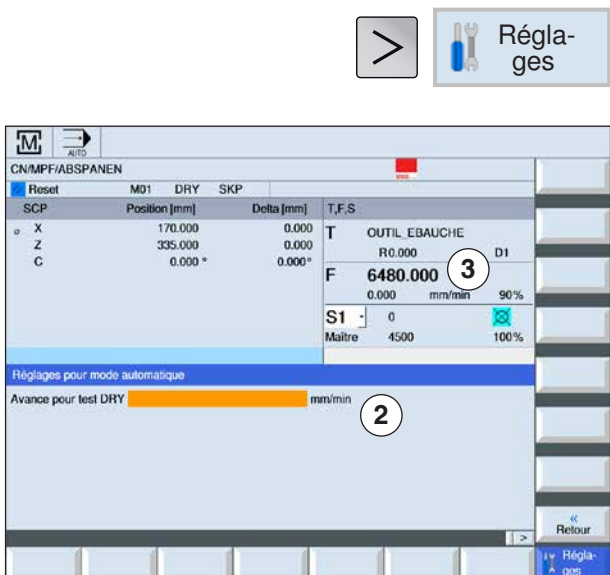 >
Régla-
ges
M
AUTO
CN/MPF/ABSPANEN
Reset M01 DRY SKP
SCP Position [mm] Delta [mm] T,F,S
X 170.000 0.000
Z 335.000 0.000
C 0.000 ° 0.000°
T OUTIL_EBAUCHE
R0.000 D1
F 6480.000 3
0.000 mm/min 90%
S1 0
Maître 4500 100%
Réglages pour mode automatique
Avance pour test DRY mm/min
2
«
Retour
>
Régla-
ges